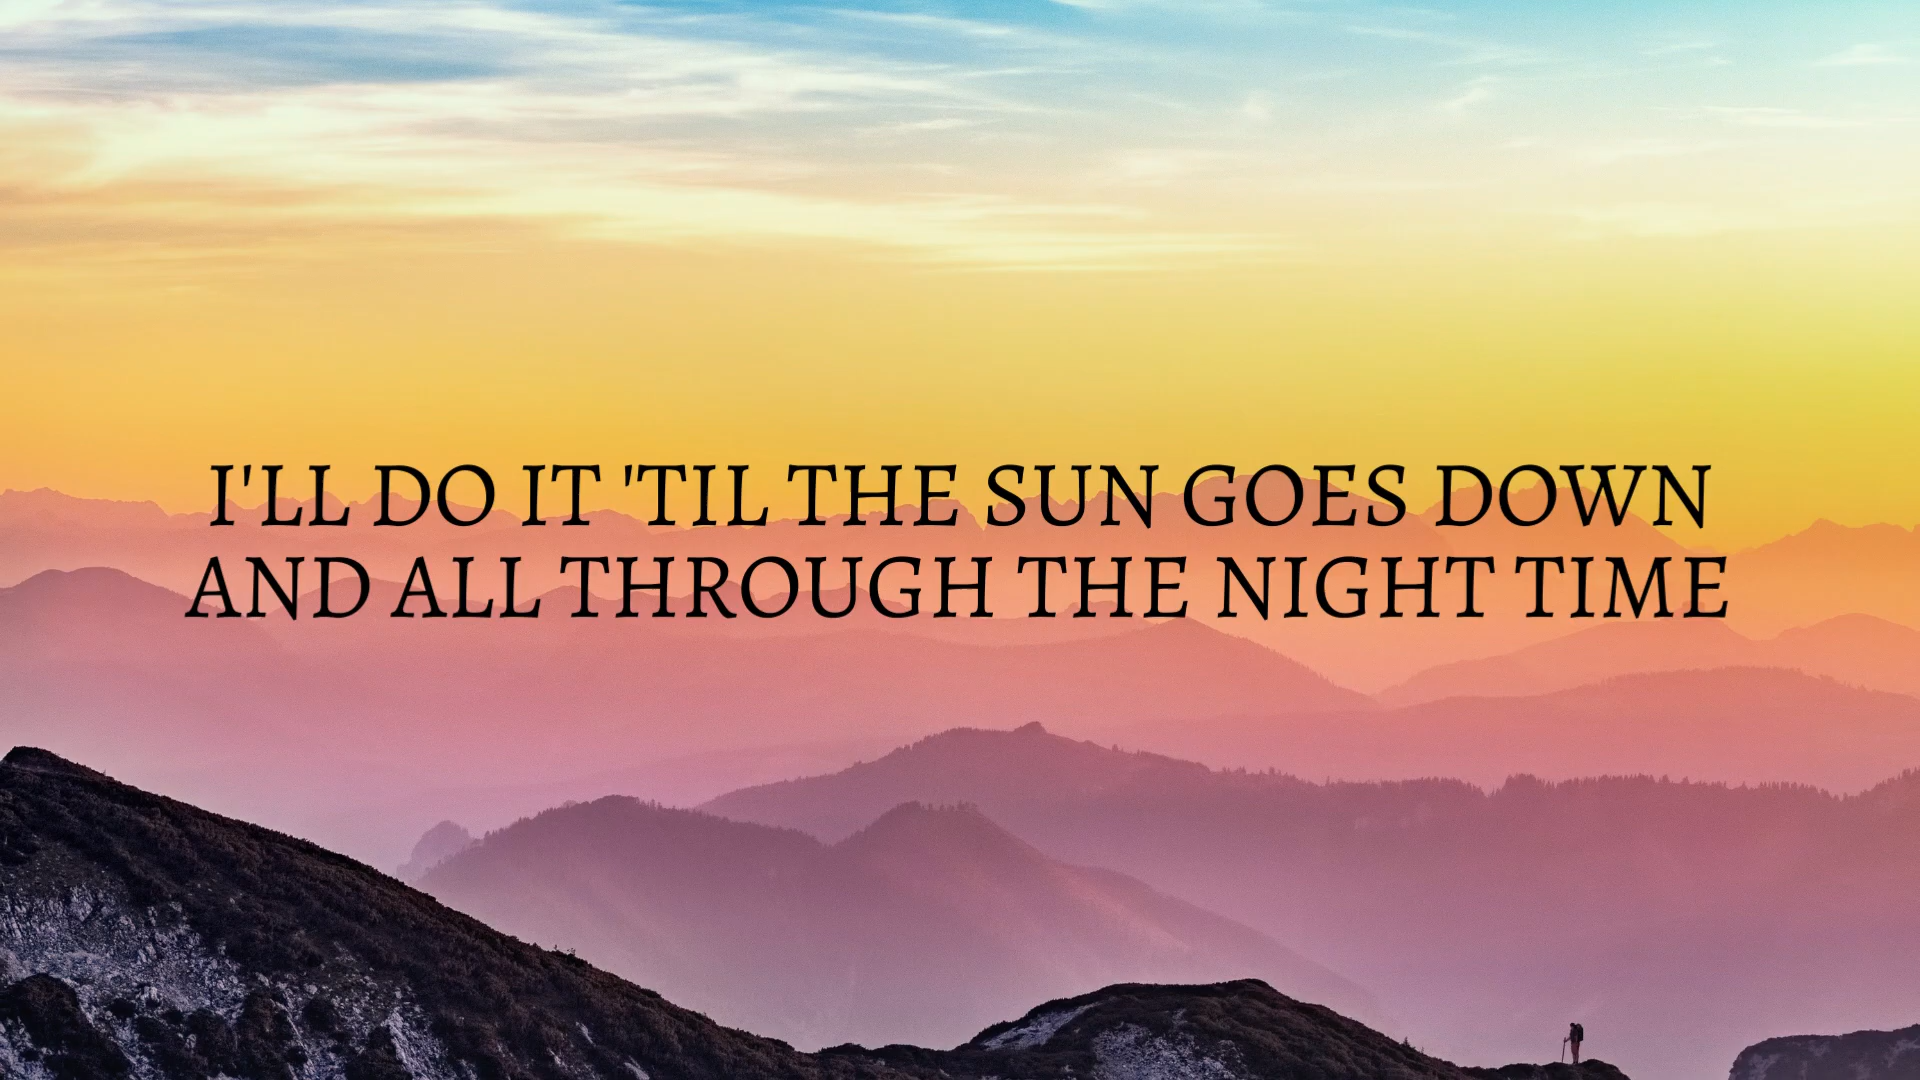 I'LL DO IT 'TIL THE SUN GOES DOWN
AND ALL THROUGH THE NIGHT TIME